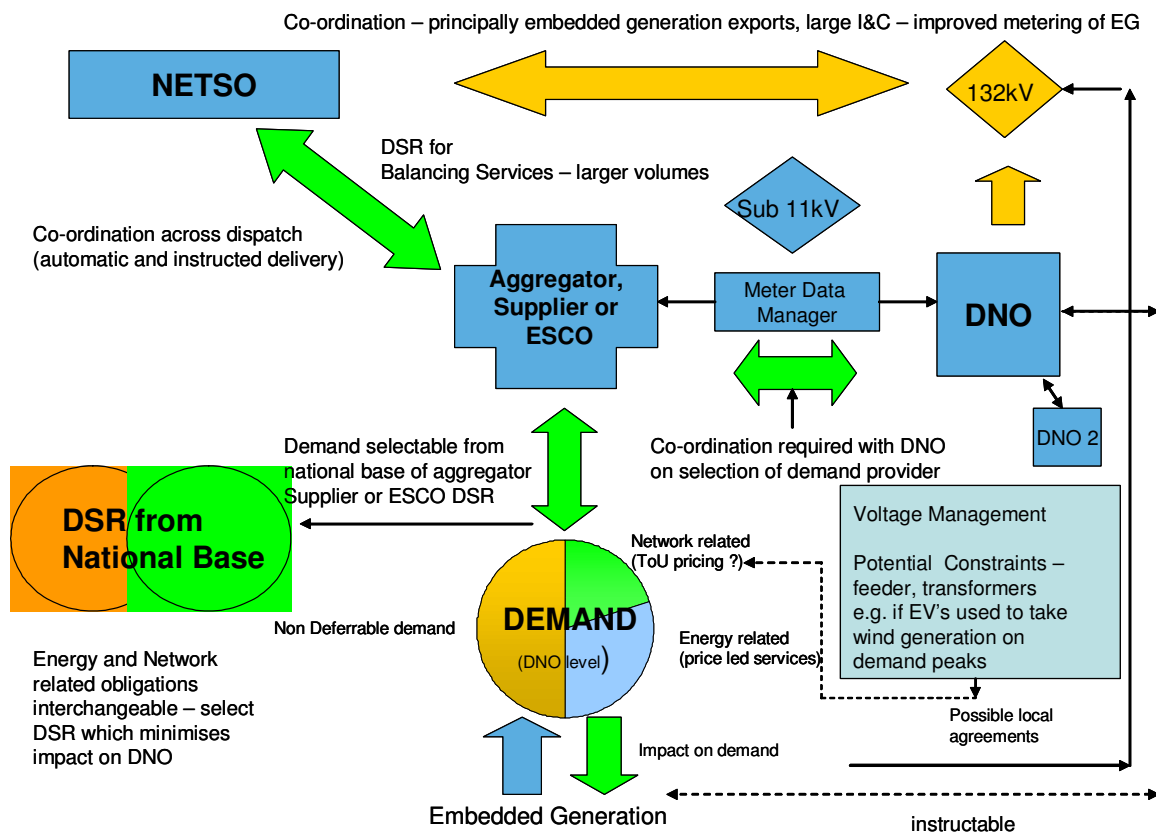 Co-ordination – principally embedded generation exports, large I&C – improved metering of EG
NETSO
132kV
DSR for
Balancing Services – larger volumes
Sub 11kV
Co-ordination across dispatch
(automatic and instructed delivery)
Aggregator,
Supplier or
ESCO
Meter Data
Manager
DNO
DNO 2
Demand selectable from
national base of aggregator
Supplier or ESCO DSR
Co-ordination required with DNO
on selection of demand provider
DSR from
National Base
Voltage Management
Potential Constraints –
feeder, transformers
e.g. if EV's used to take
wind generation on
demand peaks
Network related
(ToU pricing ?)
Non Deferrable demand
DEMAND
(DNO level)
Energy related
(price led services)
Energy and Network
related obligations
interchangeable – select
DSR which minimises
impact on DNO
Possible local
agreements
Impact on demand
Embedded Generation
instructable